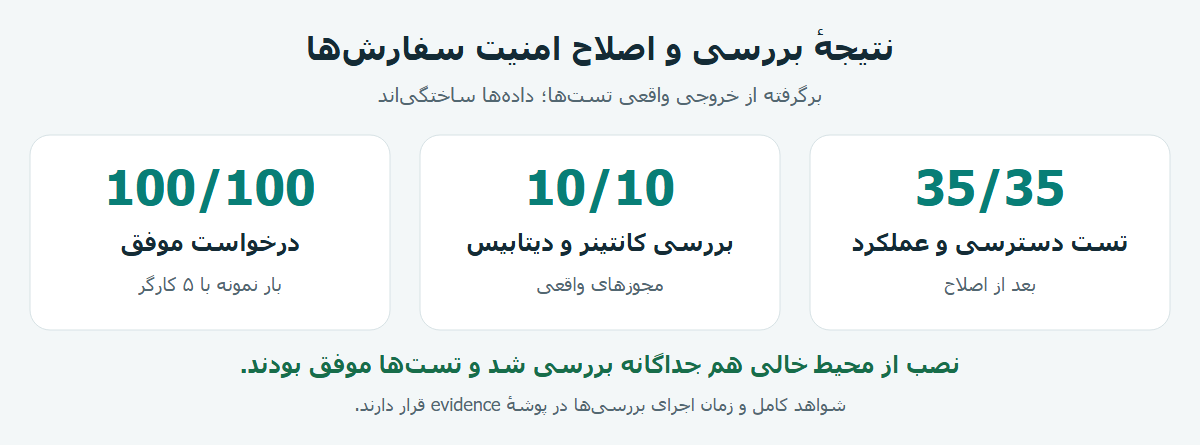 نتیجهٔ بررسی و اصلاح امنیت سفارش‌ها
برگرفته از خروجی واقعی تست‌ها؛ داده‌ها ساختگی‌اند
35/35
تست دسترسی و عملکرد
بعد از اصلاح
10/10
بررسی کانتینر و دیتابیس
مجوزهای واقعی
100/100
درخواست موفق
بار نمونه با ۵ کارگر
نصب از محیط خالی هم جداگانه بررسی شد و تست‌ها موفق بودند.
شواهد کامل و زمان اجرای بررسی‌ها در پوشهٔ evidence قرار دارند.